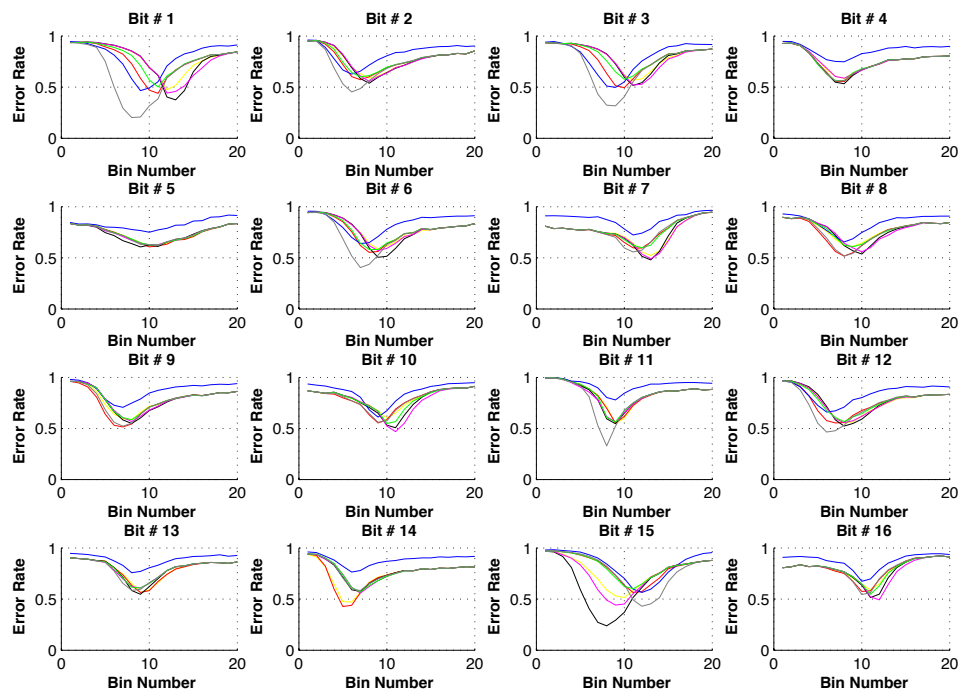 Bit # 1 Bit # 2 Bit # 3 Bit # 4
1 1 1 1
Error Rate Error Rate Error Rate Error Rate
0.5 0.5 0.5 0.5
0 0 0 0
0 10 20 0 10 20 0 10 20 0 10 20
Bin Number Bin Number Bin Number Bin Number
Bit # 5 Bit # 6 Bit # 7 Bit # 8
1 1 1 1
Error Rate Error Rate Error Rate Error Rate
0.5 0.5 0.5 0.5
0 0 0 0
0 10 20 0 10 20 0 10 20 0 10 20
Bin Number Bin Number Bin Number Bin Number
Bit # 9 Bit # 10 Bit # 11 Bit # 12
1 1 1 1
Error Rate Error Rate Error Rate Error Rate
0.5 0.5 0.5 0.5
0 0 0 0
0 10 20 0 10 20 0 10 20 0 10 20
Bin Number Bin Number Bin Number Bin Number
Bit # 13 Bit # 14 Bit # 15 Bit # 16
1 1 1 1
Error Rate Error Rate Error Rate Error Rate
0.5 0.5 0.5 0.5
0 0 0 0
0 10 20 0 10 20 0 10 20 0 10 20
Bin Number Bin Number Bin Number Bin Number